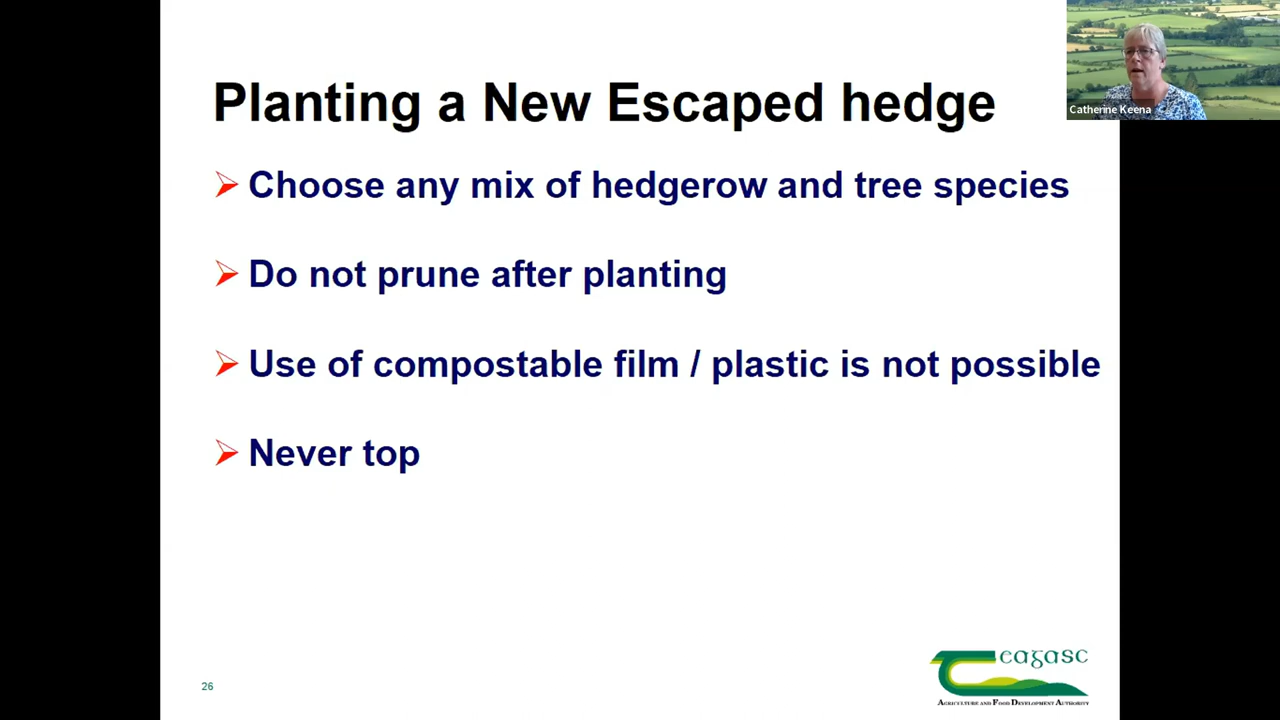 Planting a New Escaped hedge
Catherine Keena
Choose any mix of hedgerow and tree species
Do not prune after planting
Use of compostable film / plastic is not possible
Never top
26
Teagasc
Agriculture and Food Development Authority